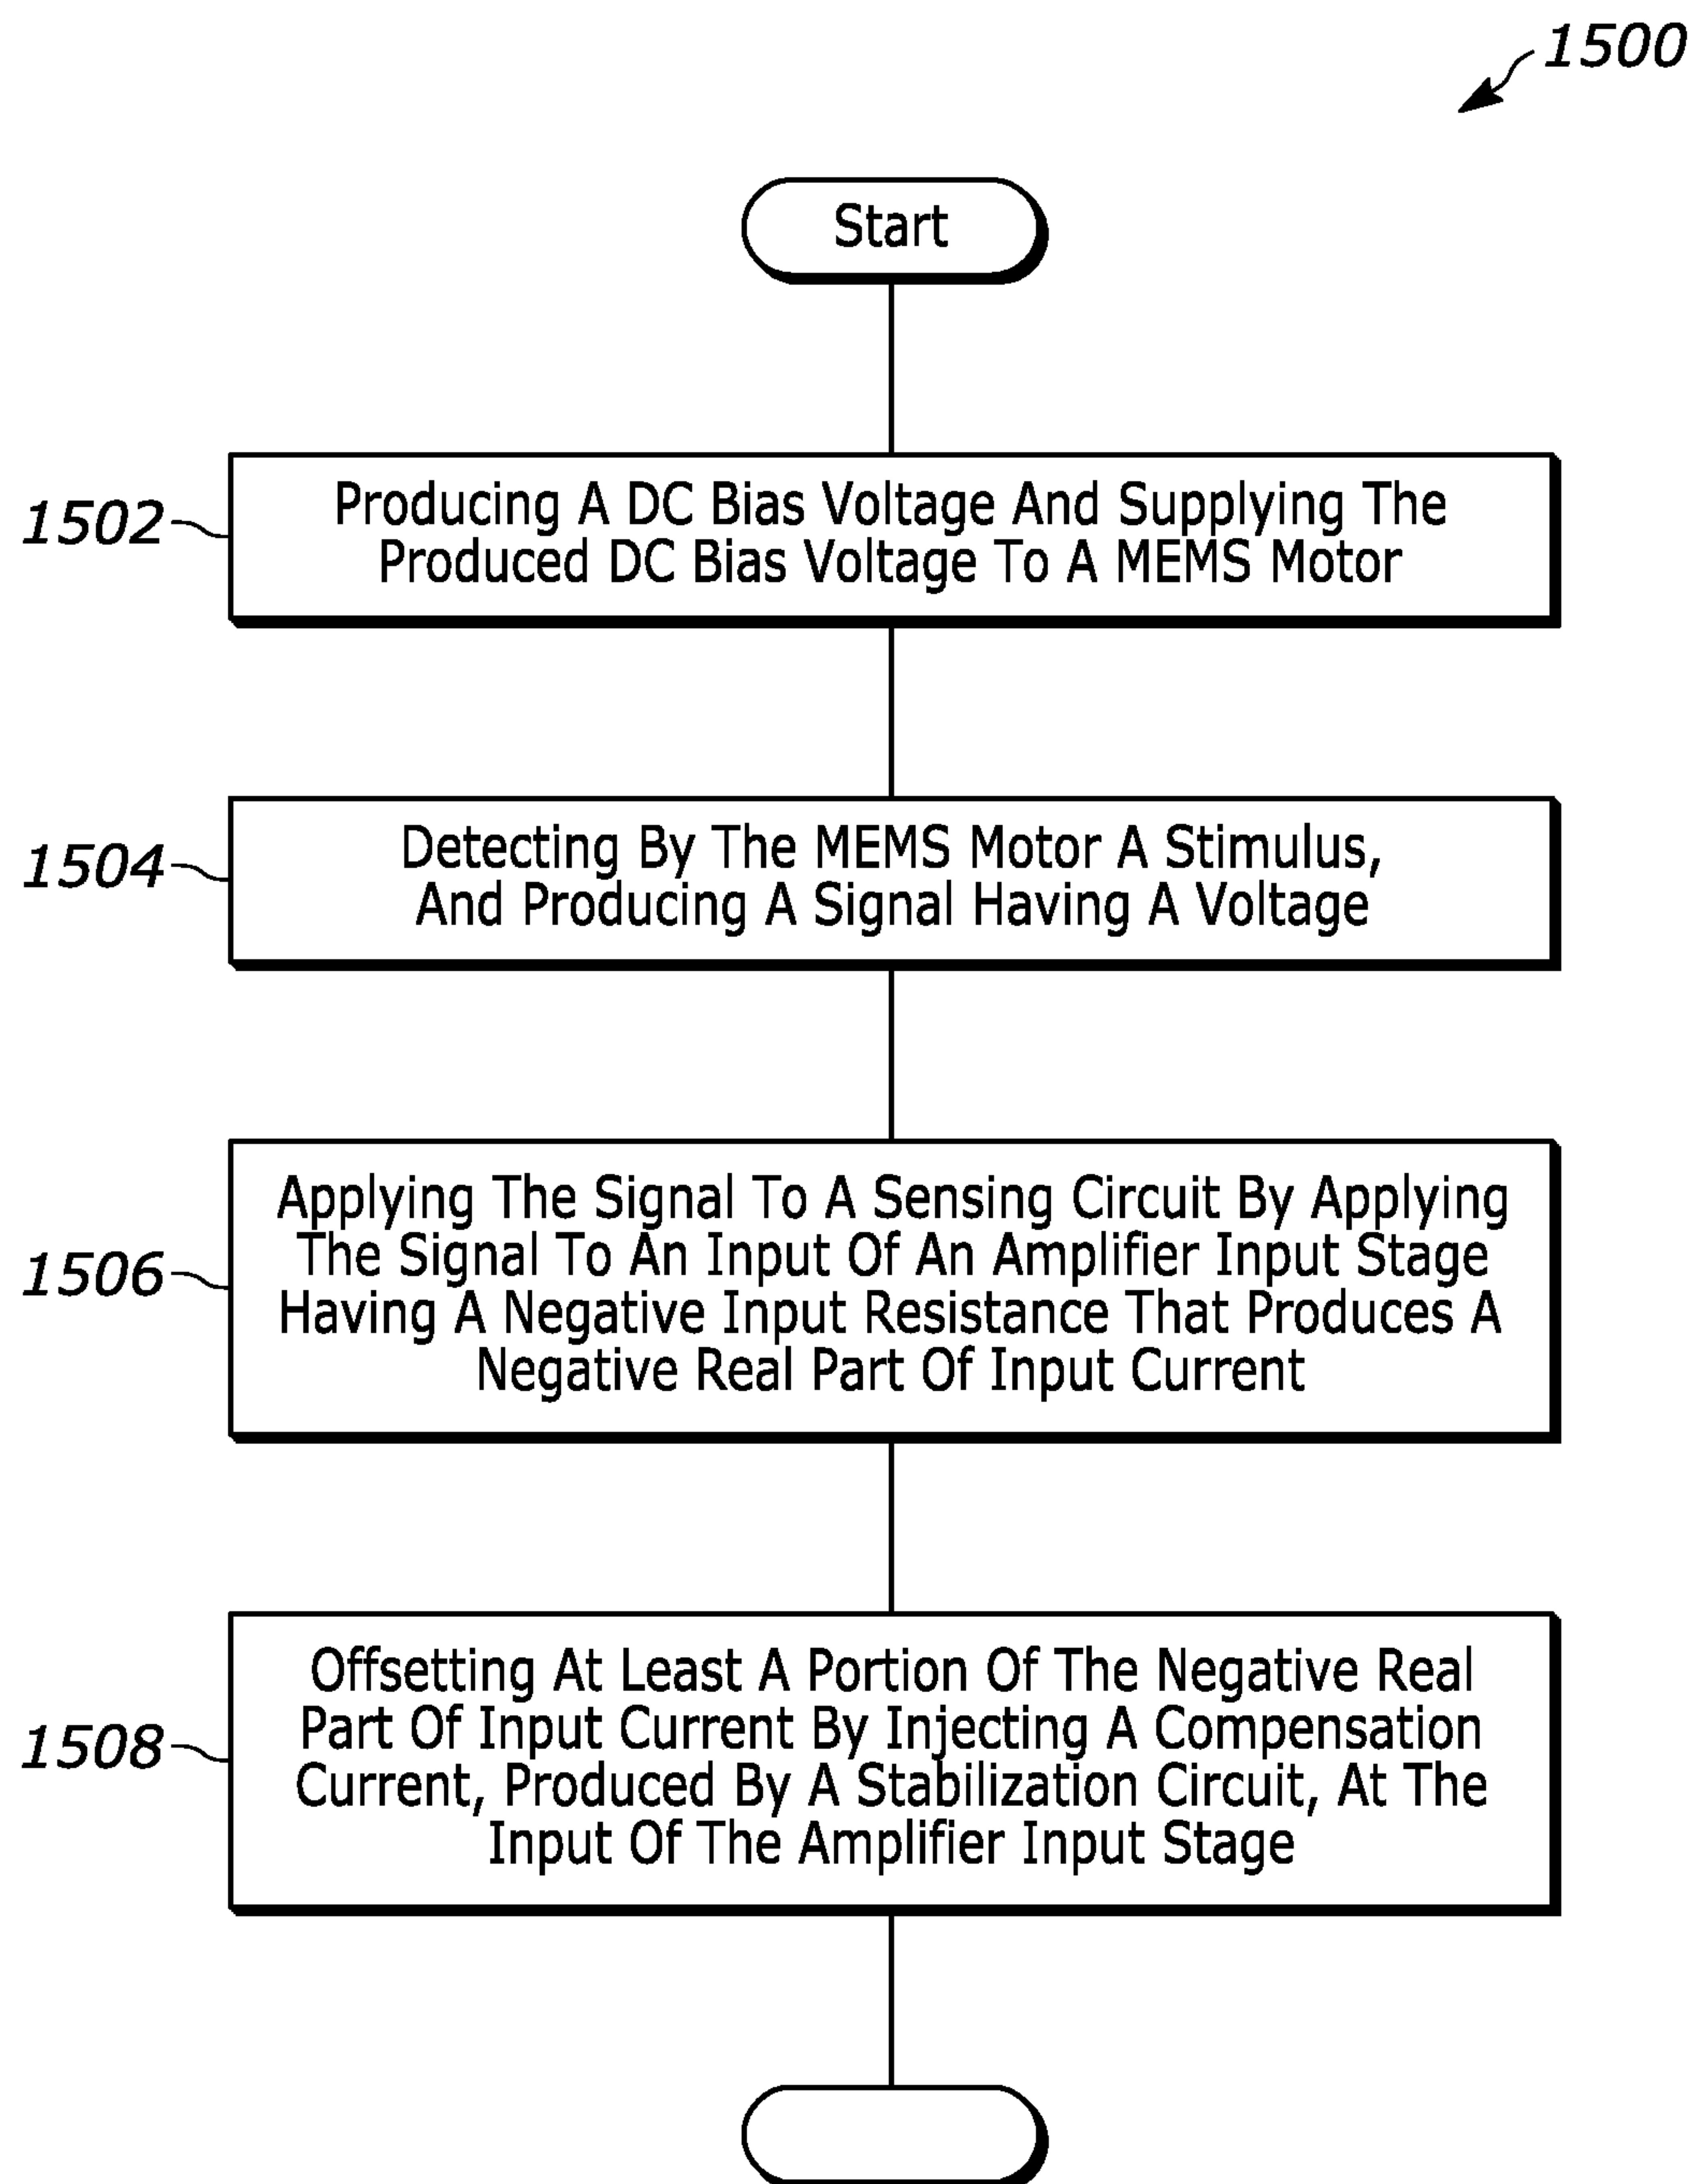 1500
Start
1502
Producing A DC Bias Voltage And Supplying The
Produced DC Bias Voltage To A MEMS Motor
1504
Detecting By The MEMS Motor A Stimulus,
And Producing A Signal Having A Voltage
1506
Applying The Signal To A Sensing Circuit By Applying
The Signal To An Input Of An Amplifier Input Stage
Having A Negative Input Resistance That Produces A
Negative Real Part Of Input Current
1508
Offsetting At Least A Portion Of The Negative Real
Part Of Input Current By Injecting A Compensation
Current, Produced By A Stabilization Circuit, At The
Input Of The Amplifier Input Stage